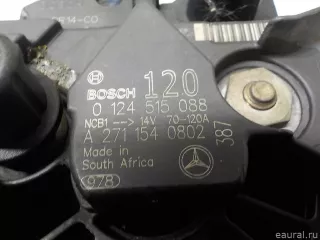 BOSCH 120
0 124 515 088
NCB1 --> 14V 70-120A
A 271 154 0802
Made in
South Africa
387
978
© eaural.ru